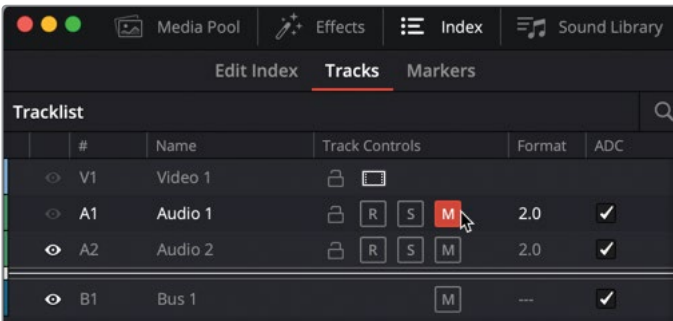 Media Pool Effects Index Sound Library
Edit Index Tracks Markers
Tracklist
# Name Track Controls Format ADC
V1 Video 1
A1 Audio 1 R S M 2.0
A2 Audio 2 R S M 2.0
B1 Bus 1 M ---